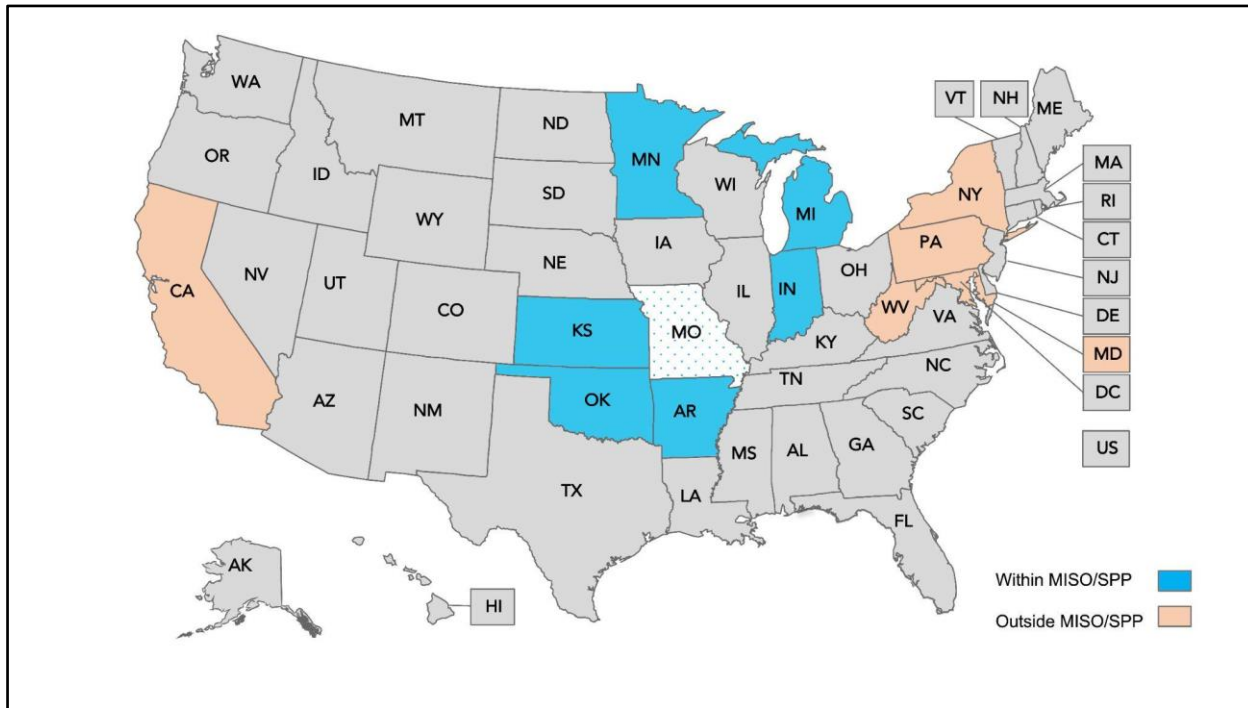 WA
MT
ND
MN
VT
NH
ME
OR
ID
SD
WI
MI
NY
MA
RI
CT
NJ
DE
MD
DC
US
WY
IA
NE
PA
OH
IL
IN
NV
UT
CO
KS
MO
WV
VA
KY
CA
NC
TN
AZ
NM
OK
AR
SC
MS
AL
GA
TX
LA
FL
AK
HI
Within MISO/SPP
Outside MISO/SPP